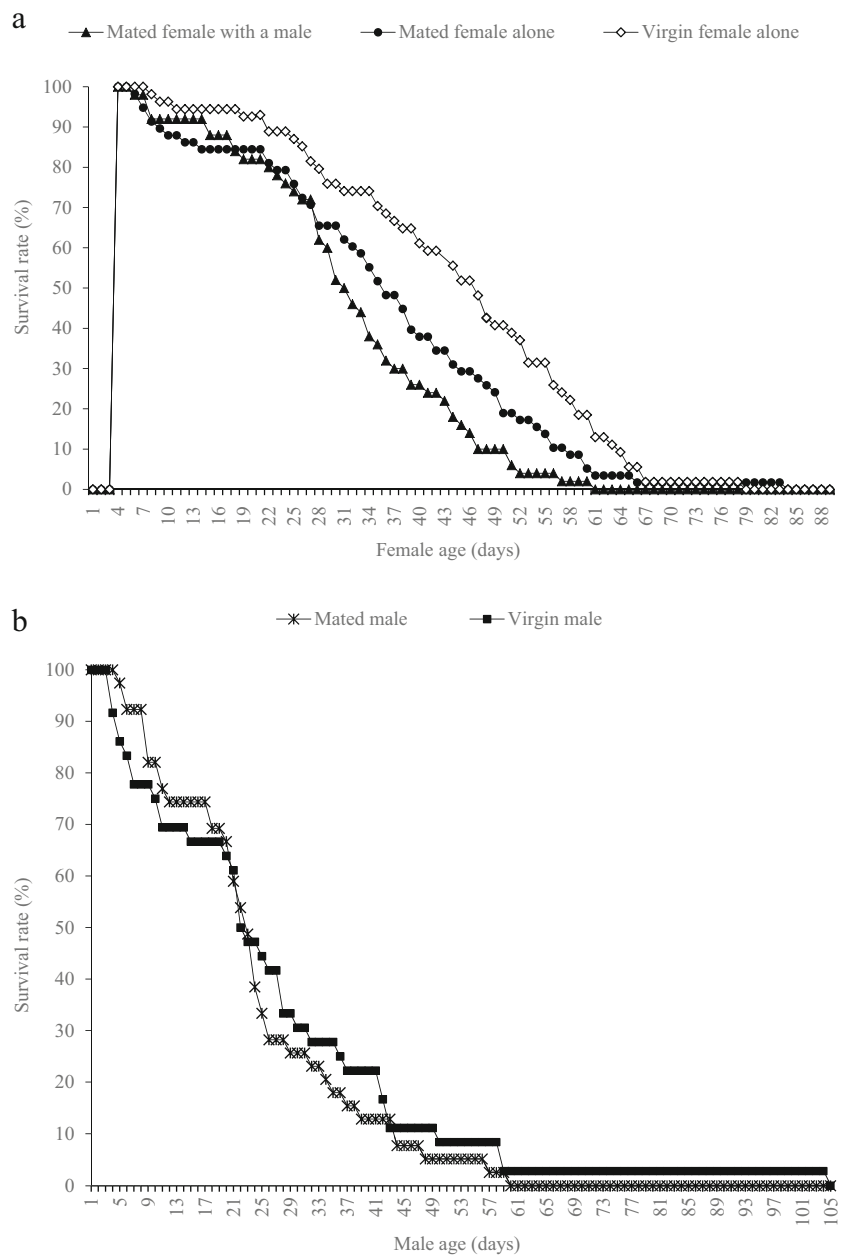 a
Mated female with a male Mated female alone Virgin female alone
100
90
80
70
60
50
40
30
20
10
0
Survival rate (%)
1 4 7 10 13 16 19 22 25 28 31 34 37 40 43 46 49 52 55 58 61 64 67 70 73 76 79 82 85 88
Female age (days)
b
Mated male Virgin male
100
90
80
70
60
50
40
30
20
10
0
Survival rate (%)
1 5 9 13 17 21 25 29 33 37 41 45 49 53 57 61 65 69 73 77 81 85 89 93 97 101 105
Male age (days)